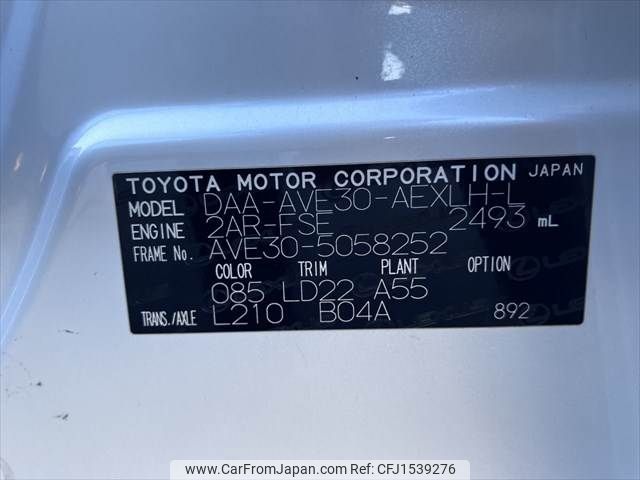 TOYOTA MOTOR CORPORATION JAPAN
MODEL DAA-AVE30-AEXLH-L
ENGINE 2AR-FSE 2493 mL
FRAME No. AVE30-5058252
COLOR TRIM PLANT OPTION
085 LD22 A55
TRANS./AXLE L210 B04A 892
www.CarFromJapan.com CFJ1539276